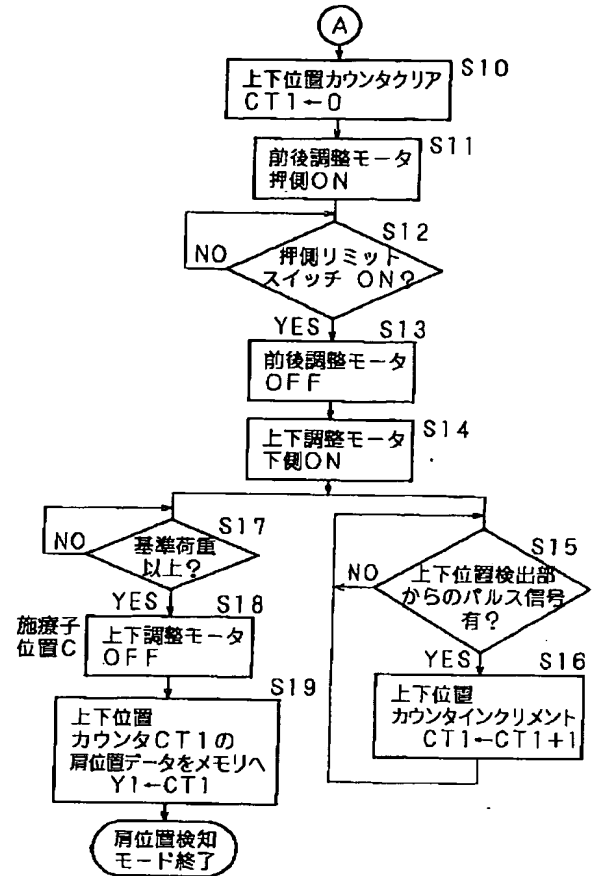 A
S10
上下位置カウンタクリア
CT1←0
S11
前後調整モータ
押側ON
S12
押側リミット
スイッチ ON?
NO
YES
S13
前後調整モータ
OFF
S14
上下調整モータ
下側ON
S17
基準荷重
以上?
NO
YES
S18
施療子
位置C
上下調整モータ
OFF
S19
上下位置
カウンタCT1の
肩位置データをメモリへ
Y1←CT1
肩位置検知
モード終了
S15
上下位置検出部
からのパルス信号
有?
NO
YES
S16
上下位置
カウンタインクリメント
CT1←CT1+1